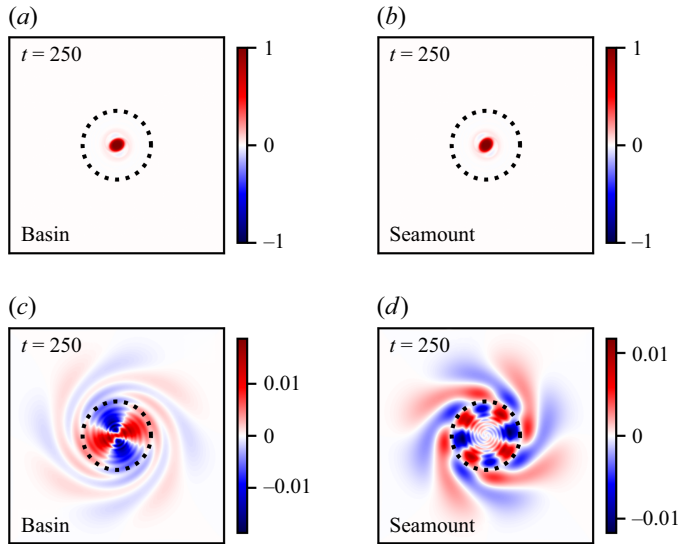 (a)
t = 250
Basin
1
0
–1
(b)
t = 250
Seamount
1
0
–1
(c)
t = 250
Basin
0.01
0
–0.01
(d)
t = 250
Seamount
0.01
0
–0.01